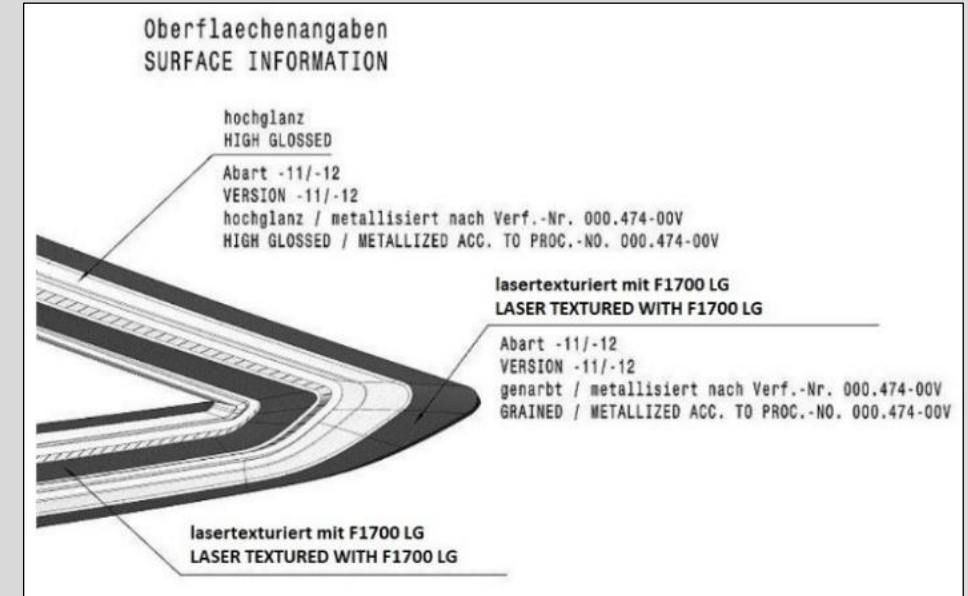 Oberflaechenangaben
SURFACE INFORMATION
hochglanz
HIGH GLOSSED
Abart -11/-12
VERSION -11/-12
hochglanz / metallisiert nach Verf.-Nr. 000.474-00V
HIGH GLOSSED / METALLIZED ACC. TO PROC.-NO. 000.474-00V
lasertexturiert mit F1700 LG
LASER TEXTURED WITH F1700 LG
Abart -11/-12
VERSION -11/-12
genarbt / metallisiert nach Verf.-Nr. 000.474-00V
GRAINED / METALLIZED ACC. TO PROC.-NO. 000.474-00V
lasertexturiert mit F1700 LG
LASER TEXTURED WITH F1700 LG